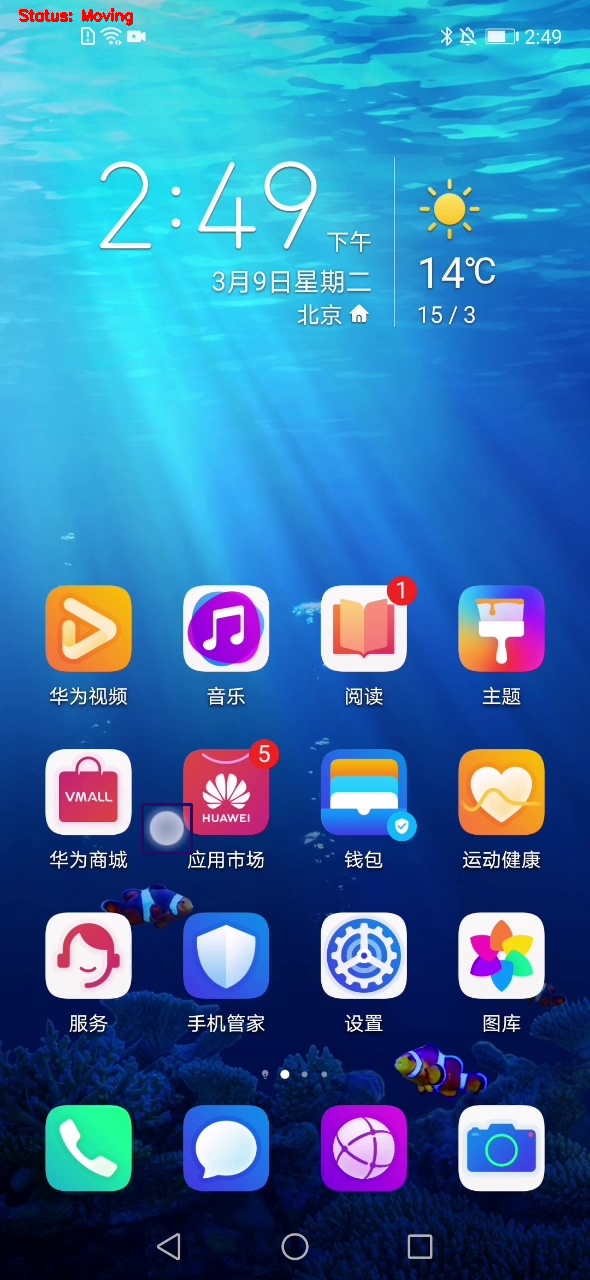 Status: Moving
2:49
2:49 下午
3月9日星期二
北京
14℃
15 / 3
1
华为视频
音乐
阅读
主题
VMALL
HUAWEI
5
华为商城
应用市场
钱包
运动健康
服务
手机管家
设置
图库